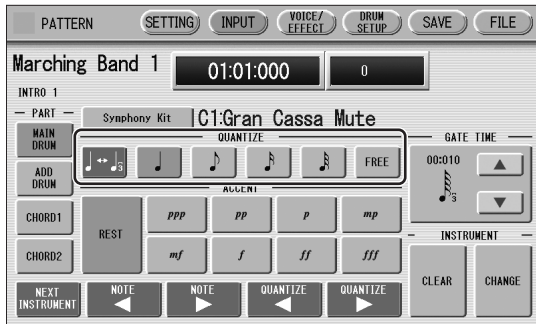 PATTERN
SETTING
INPUT
VOICE/
EFFECT
DRUM
SETUP
SAVE
FILE
Marching Band 1
01:01:000
0
INTRO 1
PART
Symphony Kit
C1:Gran Cassa Mute
MAIN
DRUM
QUANTIZE
GATE TIME
3
FREE
00:010
3
ADD
DRUM
ACCENT
CHORD1
REST
ppp
pp
p
mp
INSTRUMENT
CHORD2
mf
f
ff
fff
CLEAR
CHANGE
NEXT
INSTRUMENT
NOTE
NOTE
QUANTIZE
QUANTIZE